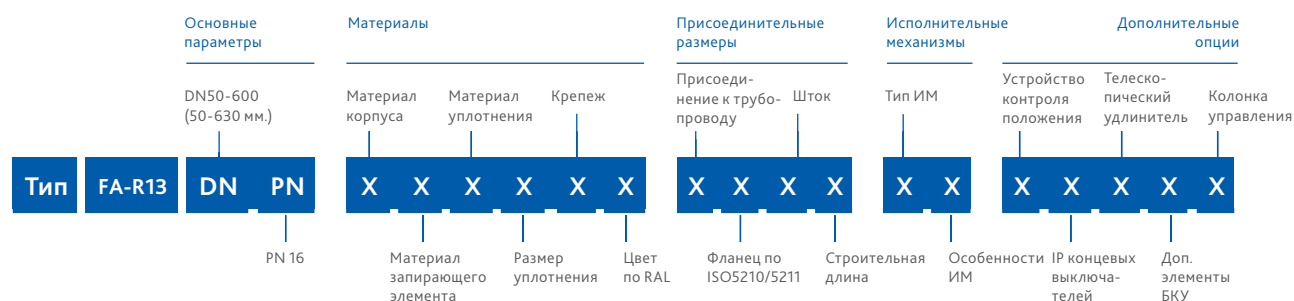 Основные
параметры
Материалы
Присоединительные
размеры
Исполнительные
механизмы
Дополнительные
опции
DN50-600
(50-630 мм.)
Материал
корпуса
Материал
уплотнения
Крепеж
Присоеди-
нение к трубо-
проводу
Шток
Тип ИМ
Устройство
контроля
положения
Телеско-
пический
удлинитель
Колонка
управления
Тип FA-R13 DN PN X X X X X X X X X X X X X X X X X
PN 16
Материал
запирающего
элемента
Размер
уплотнения
Цвет
по RAL
Фланец по
ISO5210/5211
Строительная
длина
Особенности
ИМ
IP концевых
выключа-
телей
Доп.
элементы
БКУ